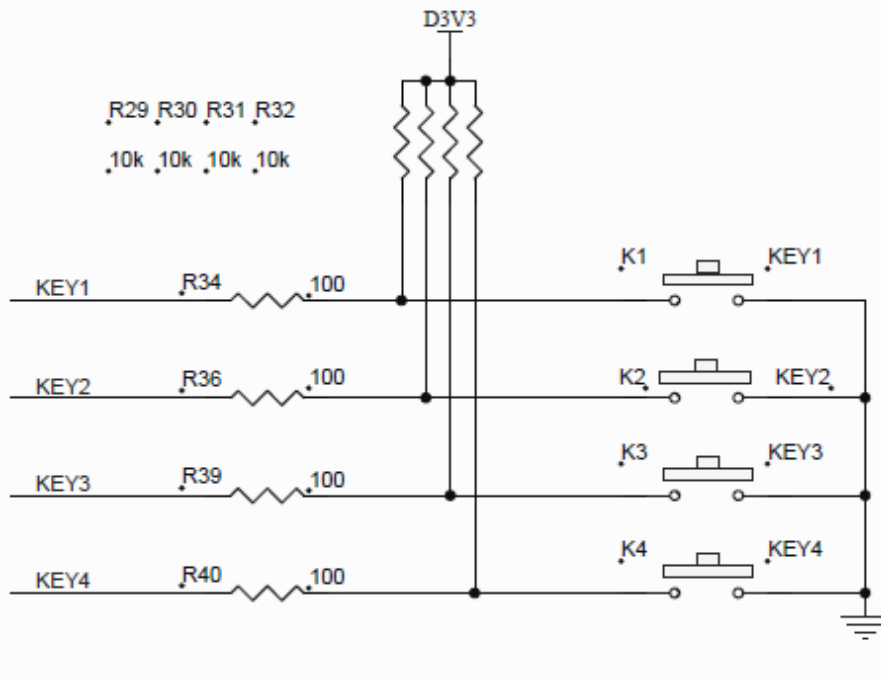 D3V3
R29 R30 R31 R32
10k 10k 10k 10k
K1 KEY1
KEY1 R34 100
K2 KEY2
KEY2 R36 100
K3 KEY3
KEY3 R39 100
K4 KEY4
KEY4 R40 100